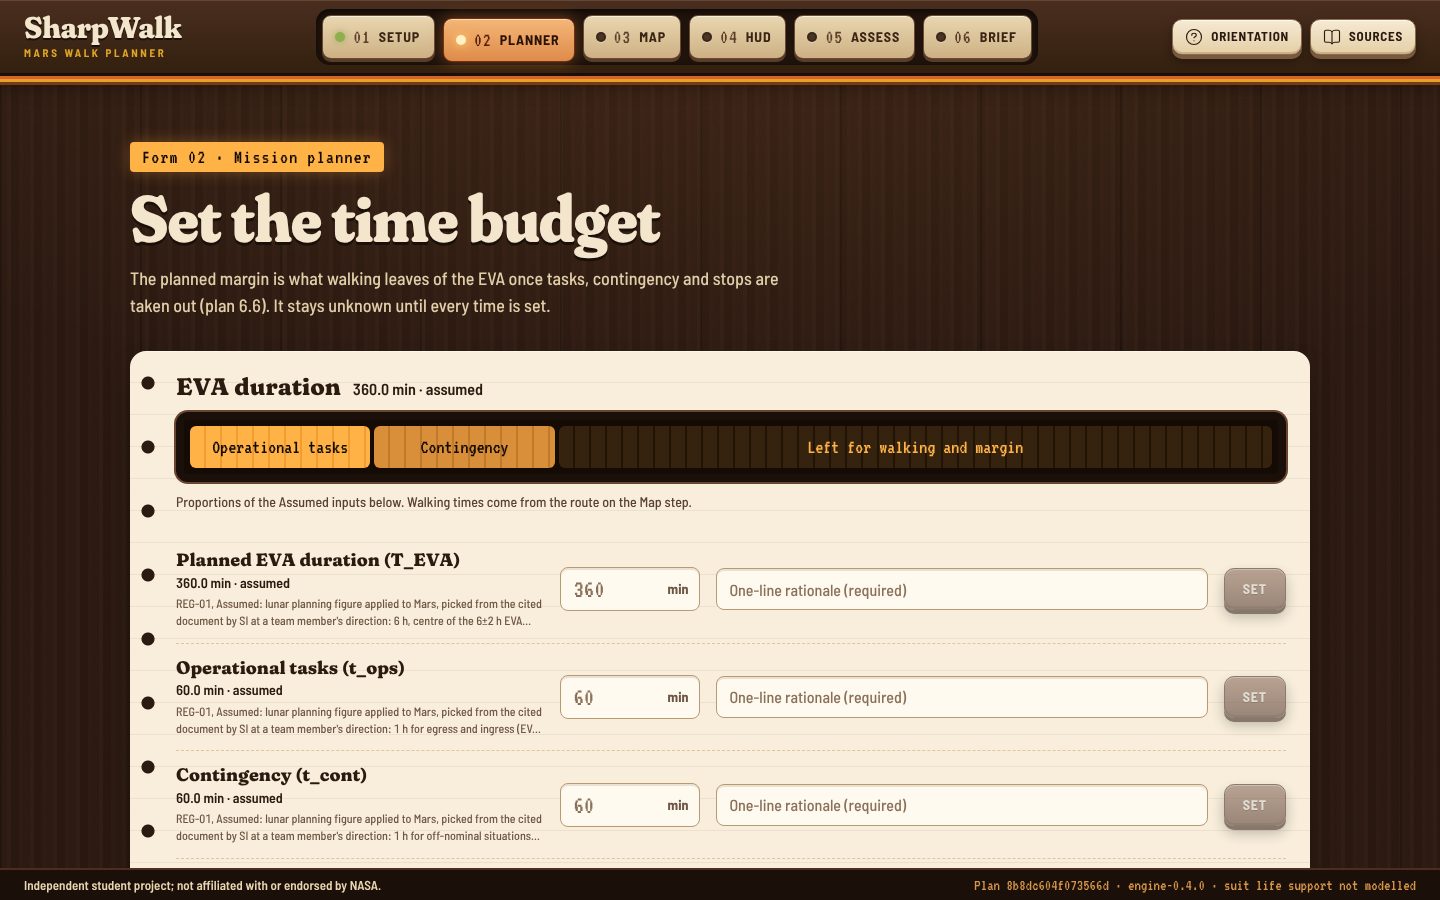 SharpWalk
MARS WALK PLANNER
01 SETUP
02 PLANNER
03 MAP
04 HUD
05 ASSESS
06 BRIEF
ORIENTATION
SOURCES
Form 02 · Mission planner
Set the time budget
The planned margin is what walking leaves of the EVA once tasks, contingency and stops are
taken out (plan 6.6). It stays unknown until every time is set.
EVA duration 360.0 min · assumed
Operational tasks
Contingency
Left for walking and margin
Proportions of the Assumed inputs below. Walking times come from the route on the Map step.
Planned EVA duration (T_EVA)
360.0 min · assumed
REG-01, Assumed: lunar planning figure applied to Mars, picked from the cited
document by SI at a team member's direction: 6 h, centre of the 6±2 h EVA...
360 min
One-line rationale (required)
SET
Operational tasks (t_ops)
60.0 min · assumed
REG-01, Assumed: lunar planning figure applied to Mars, picked from the cited
document by SI at a team member's direction: 1 h for egress and ingress (EV...
60 min
One-line rationale (required)
SET
Contingency (t_cont)
60.0 min · assumed
REG-01, Assumed: lunar planning figure applied to Mars, picked from the cited
document by SI at a team member's direction: 1 h for off-nominal situations...
60 min
One-line rationale (required)
SET
Independent student project; not affiliated with or endorsed by NASA.
Plan 8b8dc604f073566d · engine-0.4.0 · suit life support not modelled